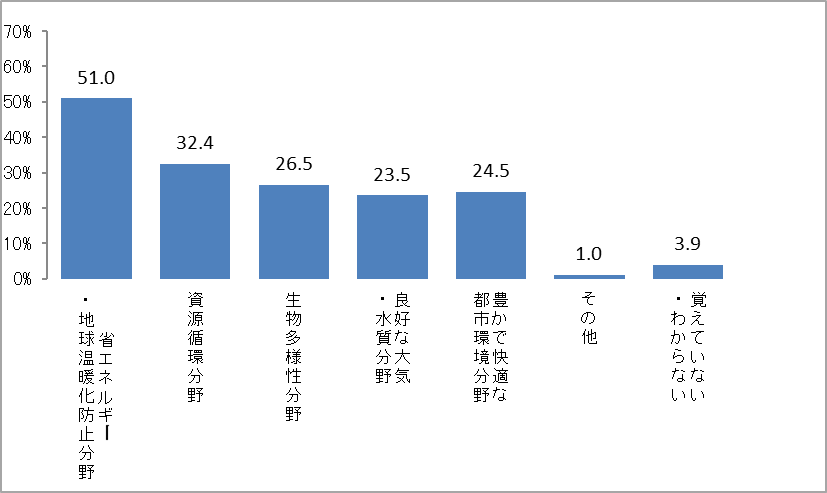 70%
60%
50%
40%
30%
20%
10%
0%
51.0
32.4
26.5
23.5
24.5
1.0
3.9
省エネルギー
・地球温暖化防止分野
資源循環分野
生物多様性分野
良好な大気
・水質分野
豊かで快適な
都市環境分野
その他
覚えていない
・わからない